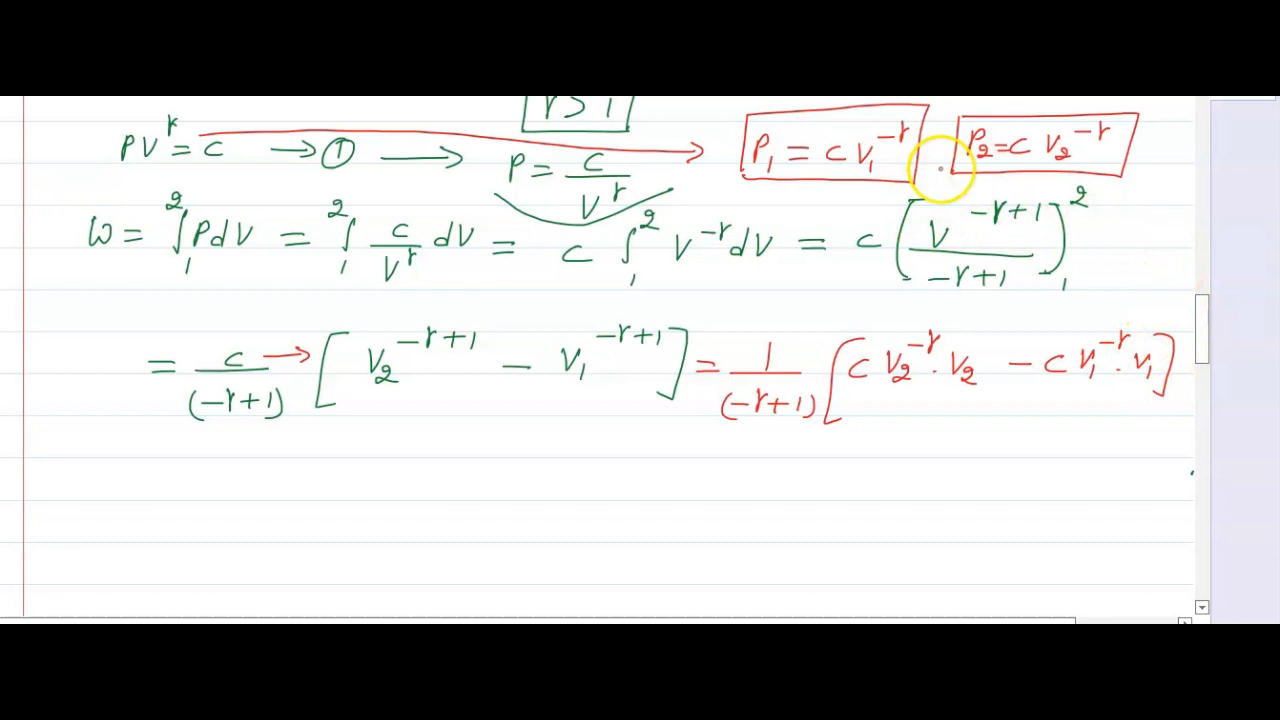 r > 1
PV^r = C → ① → P = C / V^r   P₁ = C V₁^-r . P₂ = C V₂^-r
W = ∫₁² P dV = ∫₁² C / V^r dV = C ∫₁² V^-r dV = C ( V^-r+1 / -r+1 )₁²
= C / (-r+1) → [ V₂^-r+1 - V₁^-r+1 ] = 1 / (-r+1) [ C V₂^-r . V₂ - C V₁^-r . V₁ ]